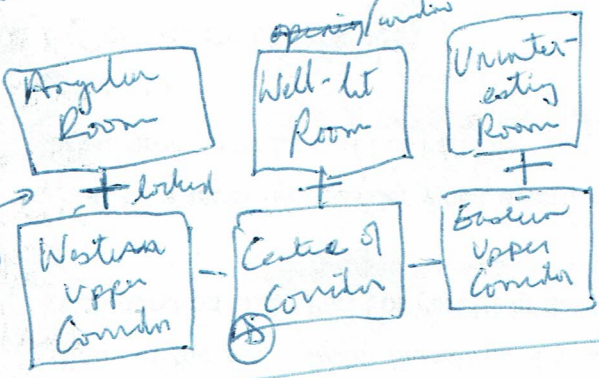 opening/window
Angular
Room
Well-lit
Room
Uninter-
esting
Room
locked
Western
Upper
Corridor
Centre of
Corridor
Eastern
Upper
Corridor
D